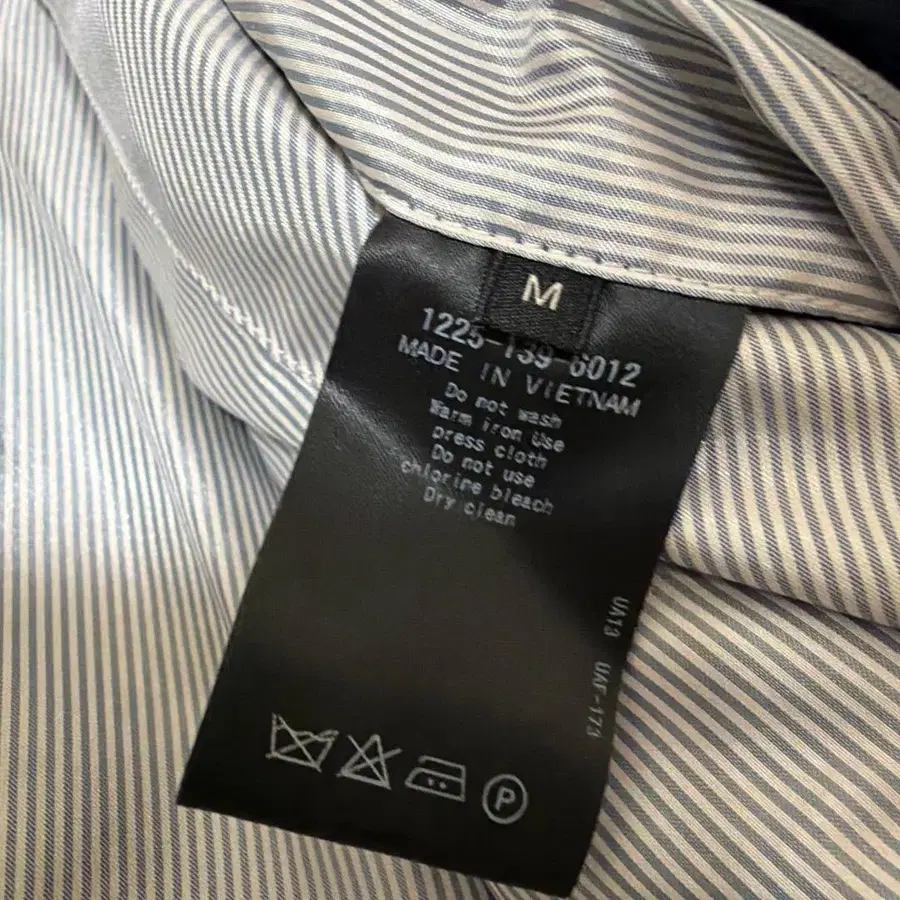 M
1225-139-6012
MADE IN VIETNAM
Do not wash
Warm iron Use
press cloth
Do not use
chlorine bleach
Dry clean
UA13 UAF-173
P